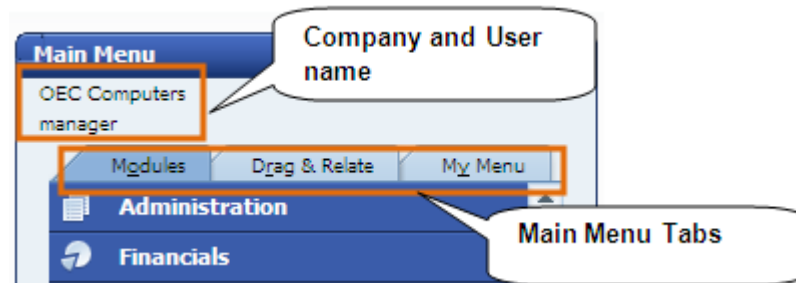 Main Menu
Company and User
name
OEC Computers
manager
Modules Drag & Relate My Menu
Administration
Financials
Main Menu Tabs